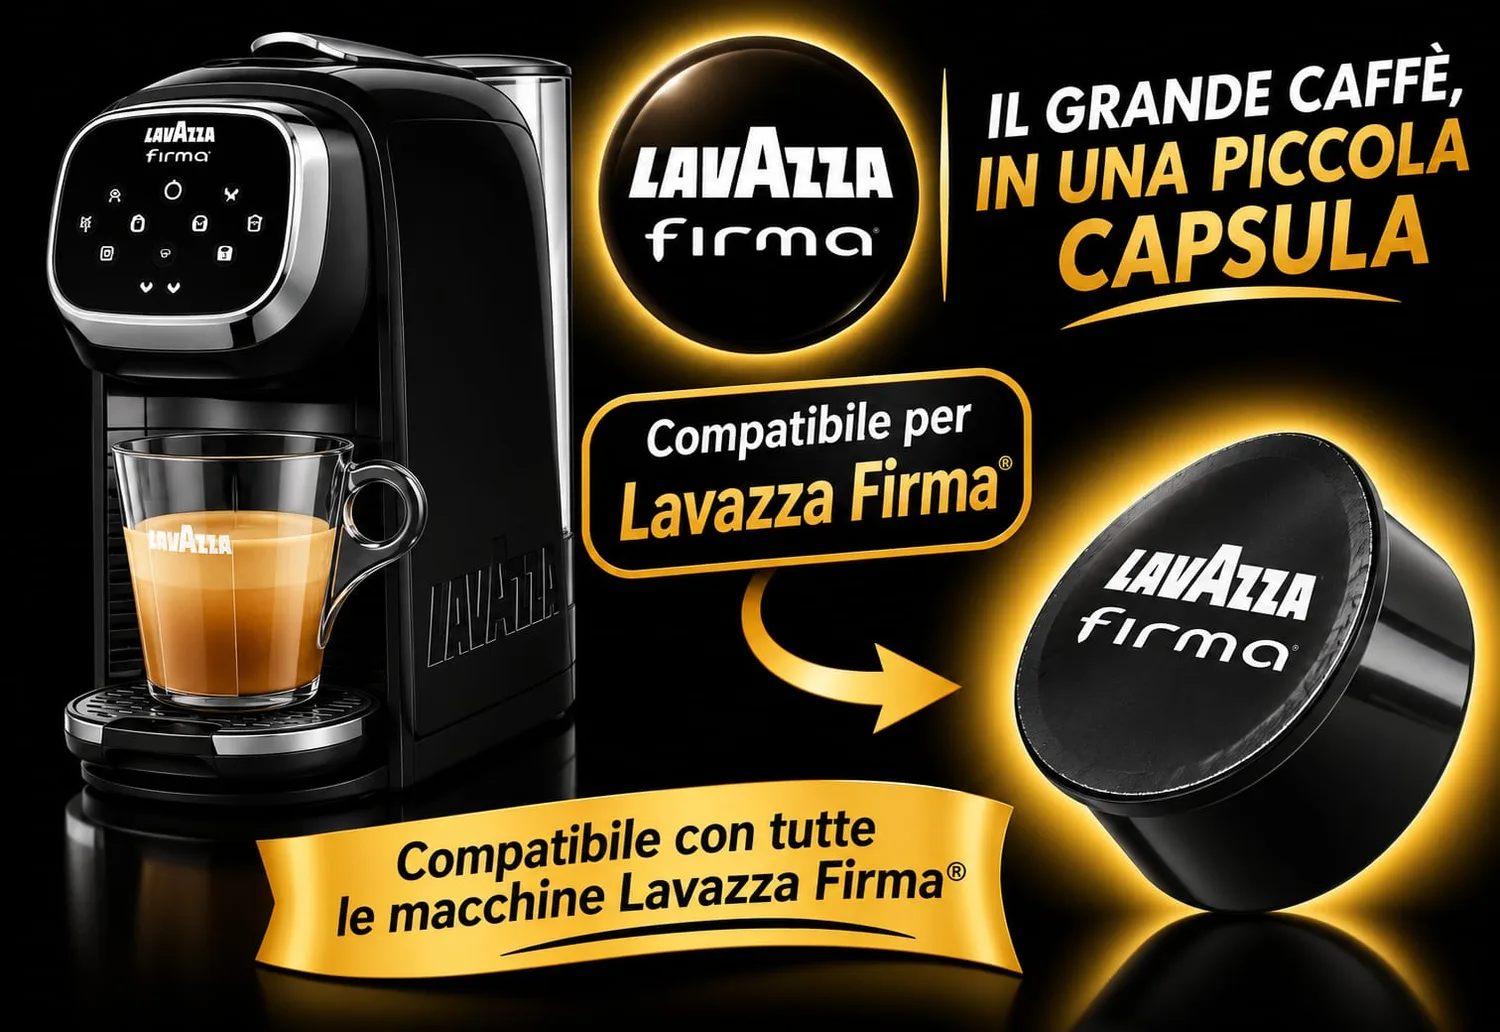 LAVAZZA
firma
LAVAZZA
LAVAZZA
LAVAZZA
firma
IL GRANDE CAFFÈ,
IN UNA PICCOLA
CAPSULA
Compatibile per
Lavazza Firma®
LAVAZZA
firma
Compatibile con tutte
le macchine Lavazza Firma®